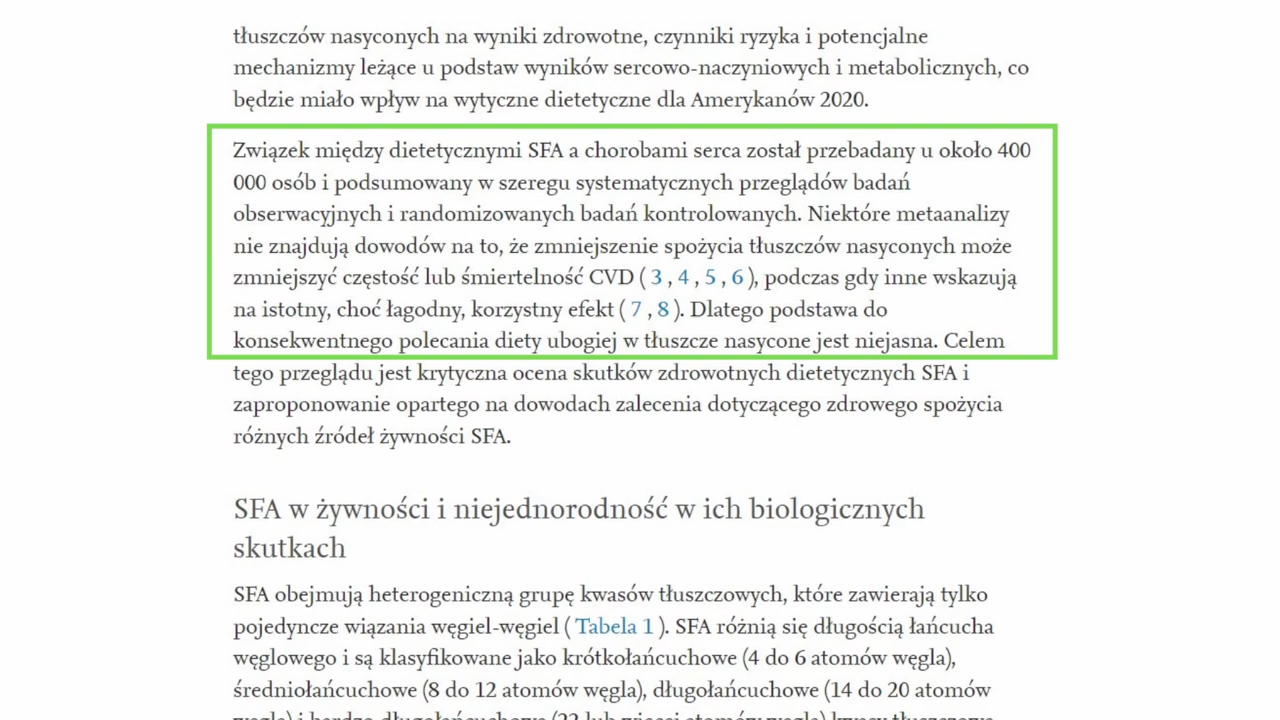 tłuszczów nasyconych na wyniki zdrowotne, czynniki ryzyka i potencjalne
mechanizmy leżące u podstaw wyników sercowo-naczyniowych i metabolicznych, co
będzie miało wpływ na wytyczne dietetyczne dla Amerykanów 2020.
Związek między dietetycznymi SFA a chorobami serca został przebadany u około 400
000 osób i podsumowany w szeregu systematycznych przeglądów badań
obserwacyjnych i randomizowanych badań kontrolowanych. Niektóre metaanalizy
nie znajdują dowodów na to, że zmniejszenie spożycia tłuszczów nasyconych może
zmniejszyć częstość lub śmiertelność CVD ( 3 , 4 , 5 , 6 ), podczas gdy inne wskazują
na istotny, choć łagodny, korzystny efekt ( 7 , 8 ). Dlatego podstawa do
konsekwentnego polecania diety ubogiej w tłuszcze nasycone jest niejasna. Celem
tego przeglądu jest krytyczna ocena skutków zdrowotnych dietetycznych SFA i
zaproponowanie opartego na dowodach zalecenia dotyczącego zdrowego spożycia
różnych źródeł żywności SFA.
SFA w żywności i niejednorodność w ich biologicznych
skutkach
SFA obejmują heterogeniczną grupę kwasów tłuszczowych, które zawierają tylko
pojedyncze wiązania węgiel-węgiel ( Tabela 1 ). SFA różnią się długością łańcucha
węglowego i są klasyfikowane jako krótkołańcuchowe (4 do 6 atomów węgla),
średniołańcuchowe (8 do 12 atomów węgla), długołańcuchowe (14 do 20 atomów